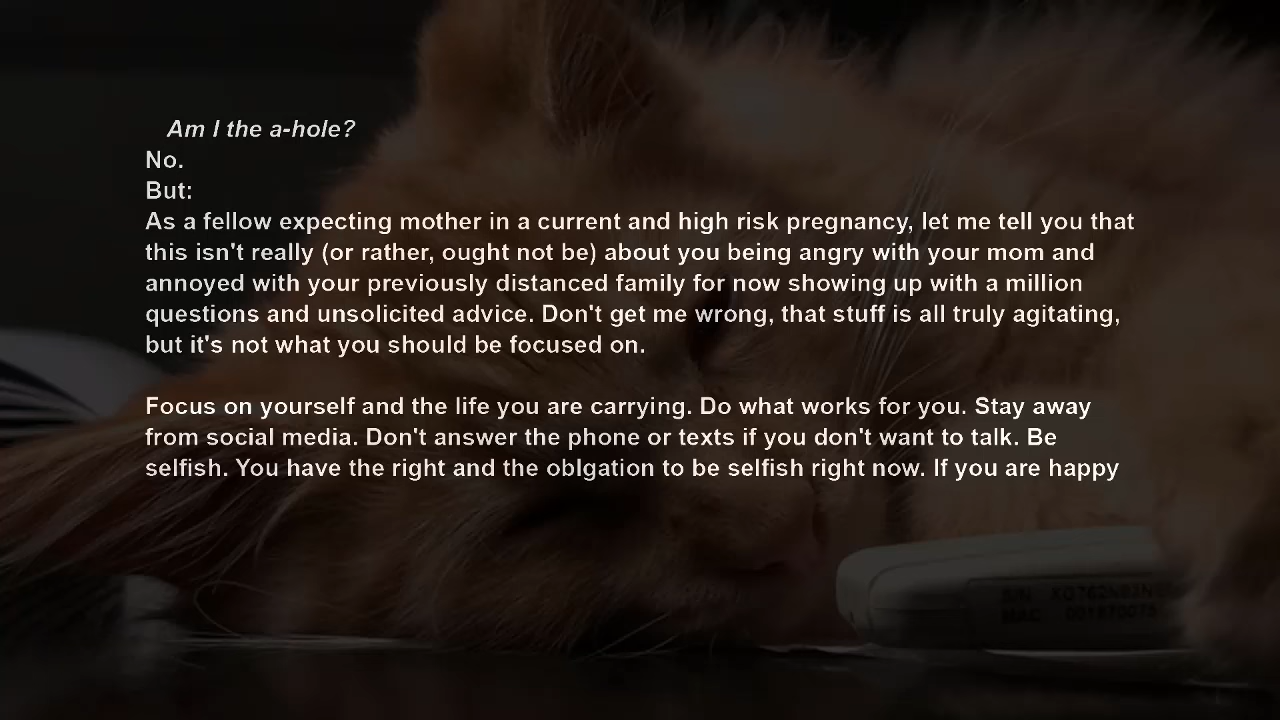 Am I the a-hole?
No.
But:
As a fellow expecting mother in a current and high risk pregnancy, let me tell you that
this isn't really (or rather, ought not be) about you being angry with your mom and
annoyed with your previously distanced family for now showing up with a million
questions and unsolicited advice. Don't get me wrong, that stuff is all truly agitating,
but it's not what you should be focused on.
Focus on yourself and the life you are carrying. Do what works for you. Stay away
from social media. Don't answer the phone or texts if you don't want to talk. Be
selfish. You have the right and the oblgation to be selfish right now. If you are happy
S/N
MAC